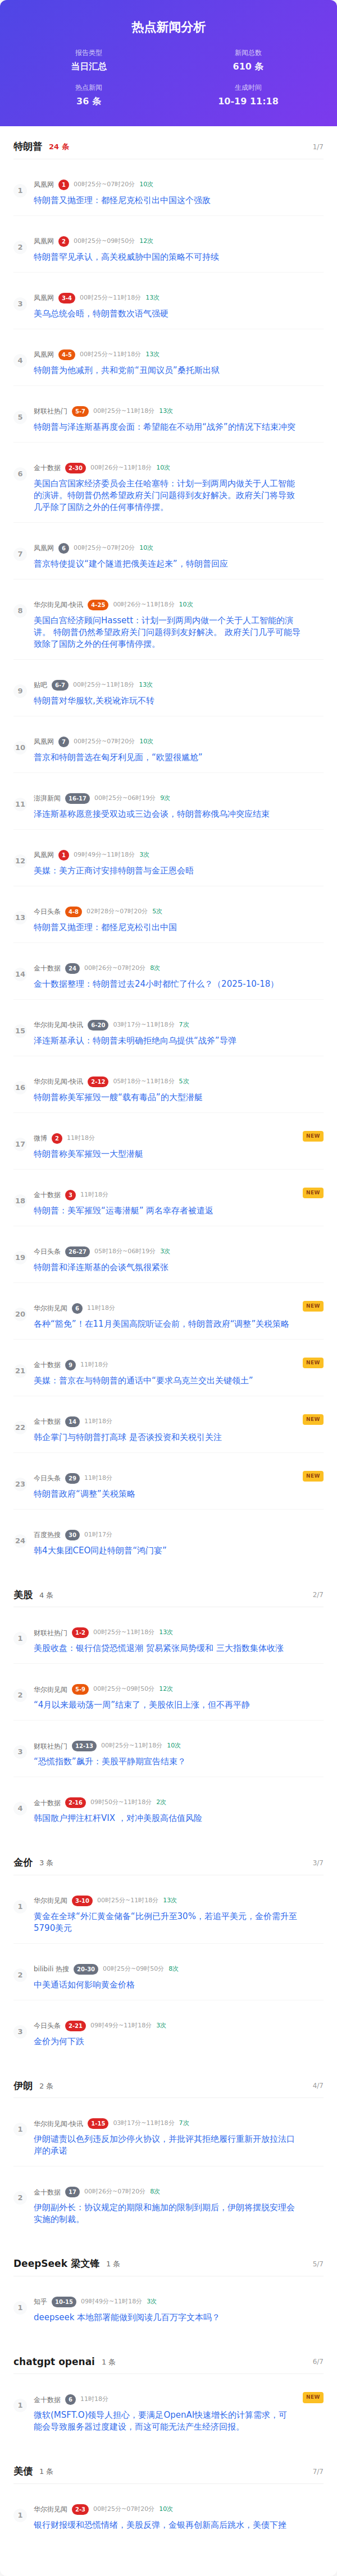 热点新闻分析
报告类型 新闻总数
当日汇总 610 条
热点新闻 生成时间
36 条 10-19 11:18
特朗普 24 条 1/7
1 凤凰网 1 00时25分~07时20分 10次
特朗普又抛歪理：都怪尼克松引出中国这个强敌
2 凤凰网 2 00时25分~09时50分 12次
特朗普罕见承认，高关税威胁中国的策略不可持续
3 凤凰网 3-4 00时25分~11时18分 13次
美乌总统会晤，特朗普数次语气强硬
4 凤凰网 4-5 00时25分~11时18分 13次
特朗普为他减刑，共和党前“丑闻议员”桑托斯出狱
5 财联社热门 5-7 00时25分~11时18分 13次
特朗普与泽连斯基再度会面：希望能在不动用“战斧”的情况下结束冲突
6 金十数据 2-30 00时26分~11时18分 10次
美国白宫国家经济委员会主任哈塞特：计划一到两周内做关于人工智能
的演讲。特朗普仍然希望政府关门问题得到友好解决。政府关门将导致
几乎除了国防之外的任何事情停摆。
7 凤凰网 6 00时25分~07时20分 10次
普京特使提议“建个隧道把俄美连起来”，特朗普回应
8 华尔街见闻-快讯 4-25 00时26分~11时18分 10次
美国白宫经济顾问Hassett：计划一到两周内做一个关于人工智能的演
讲。 特朗普仍然希望政府关门问题得到友好解决。 政府关门几乎可能导
致除了国防之外的任何事情停摆。
9 贴吧 6-7 00时25分~11时18分 13次
特朗普对华服软,关税讹诈玩不转
10 凤凰网 7 00时25分~07时20分 10次
普京和特朗普选在匈牙利见面，“欧盟很尴尬”
11 澎湃新闻 16-17 00时25分~06时19分 9次
泽连斯基称愿意接受双边或三边会谈，特朗普称俄乌冲突应结束
12 凤凰网 1 09时49分~11时18分 3次
美媒：美方正商讨安排特朗普与金正恩会晤
13 今日头条 4-8 02时28分~07时20分 5次
特朗普又抛歪理：都怪尼克松引出中国
14 金十数据 24 00时26分~07时20分 8次
金十数据整理：特朗普过去24小时都忙了什么？（2025-10-18）
15 华尔街见闻-快讯 6-20 03时17分~11时18分 7次
泽连斯基承认：特朗普未明确拒绝向乌提供“战斧”导弹
16 华尔街见闻-快讯 2-12 05时18分~11时18分 5次
特朗普称美军摧毁一艘“载有毒品”的大型潜艇
17 微博 2 11时18分 NEW
特朗普称美军摧毁一大型潜艇
18 金十数据 3 11时18分 NEW
特朗普：美军摧毁“运毒潜艇” 两名幸存者被遣返
19 今日头条 26-27 05时18分~06时19分 3次
特朗普和泽连斯基的会谈气氛很紧张
20 华尔街见闻 6 11时18分 NEW
各种“豁免”！在11月美国高院听证会前，特朗普政府“调整”关税策略
21 金十数据 9 11时18分 NEW
美媒：普京在与特朗普的通话中“要求乌克兰交出关键领土”
22 金十数据 14 11时18分 NEW
韩企掌门与特朗普打高球 是否谈投资和关税引关注
23 今日头条 29 11时18分 NEW
特朗普政府“调整”关税策略
24 百度热搜 30 01时17分
韩4大集团CEO同赴特朗普“鸿门宴”
美股 4 条 2/7
1 财联社热门 1-2 00时25分~11时18分 13次
美股收盘：银行信贷恐慌退潮 贸易紧张局势缓和 三大指数集体收涨
2 华尔街见闻 5-9 00时25分~09时50分 12次
“4月以来最动荡一周”结束了，美股依旧上涨，但不再平静
3 财联社热门 12-13 00时25分~11时18分 10次
“恐慌指数”飙升：美股平静期宣告结束？
4 金十数据 2-16 09时50分~11时18分 2次
韩国散户押注杠杆VIX ，对冲美股高估值风险
金价 3 条 3/7
1 华尔街见闻 3-10 00时25分~11时18分 13次
黄金在全球“外汇黄金储备”比例已升至30%，若追平美元，金价需升至
5790美元
2 bilibili 热搜 20-30 00时25分~09时50分 8次
中美通话如何影响黄金价格
3 今日头条 2-21 09时49分~11时18分 3次
金价为何下跌
伊朗 2 条 4/7
1 华尔街见闻-快讯 1-15 03时17分~11时18分 7次
伊朗谴责以色列违反加沙停火协议，并批评其拒绝履行重新开放拉法口
岸的承诺
2 金十数据 17 00时26分~07时20分 8次
伊朗副外长：协议规定的期限和施加的限制到期后，伊朗将摆脱安理会
实施的制裁。
DeepSeek 梁文锋 1 条 5/7
1 知乎 10-15 09时49分~11时18分 3次
deepseek 本地部署能做到阅读几百万字文本吗？
chatgpt openai 1 条 6/7
1 金十数据 6 11时18分 NEW
微软(MSFT.O)领导人担心，要满足OpenAI快速增长的计算需求，可
能会导致服务器过度建设，而这可能无法产生经济回报。
美债 1 条 7/7
1 华尔街见闻 2-3 00时25分~07时20分 10次
银行财报缓和恐慌情绪，美股反弹，金银再创新高后跳水，美债下挫